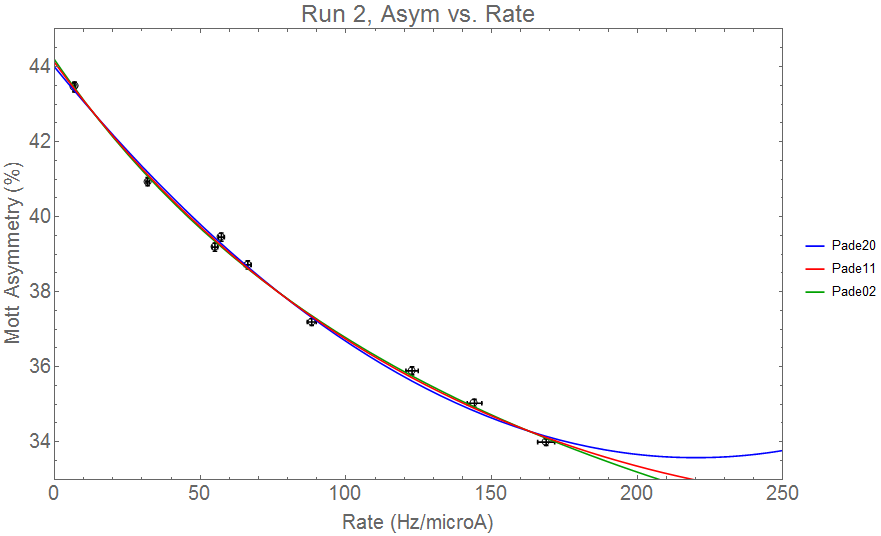 Run 2, Asym vs. Rate
Mott Asymmetry (%)
44
42
40
38
36
34
0
50
100
150
200
250
Rate (Hz/microA)
Pade20
Pade11
Pade02